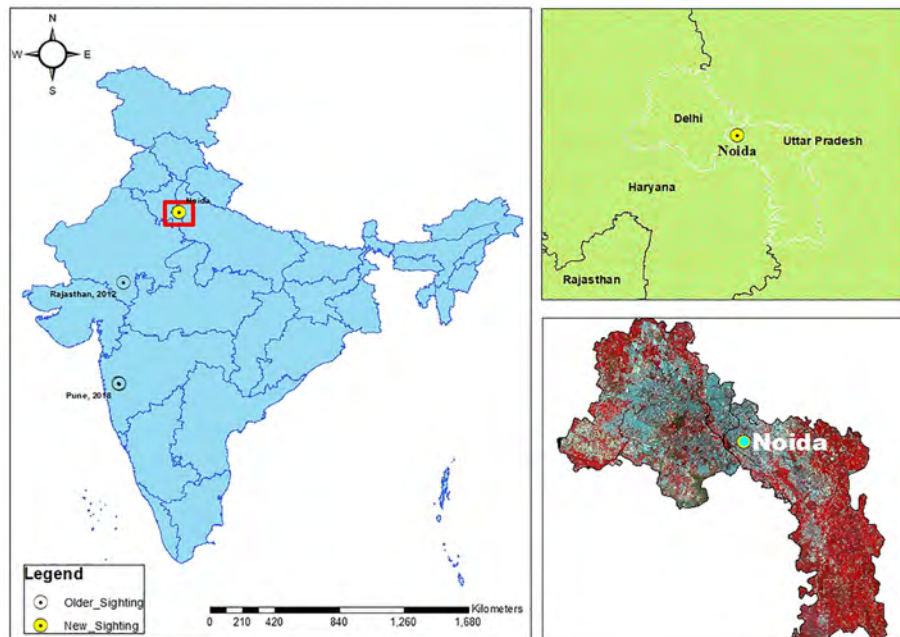 N
W E
S
Noida
Rajasthan, 2012
Pune, 2018
Legend
Older_Sighting
New_Sighting
Kilometers
0 210 420 840 1,260 1,680
Delhi
Uttar Pradesh
Noida
Haryana
Rajasthan
Noida